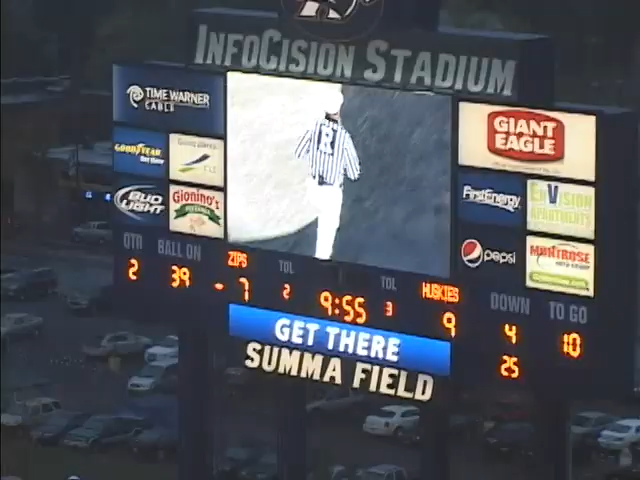 INFOCISION STADIUM
TIME WARNER
CABLE
GOODYEAR
BUD LIGHT
Gionino's
R
GIANT EAGLE
FirstEnergy
EnVision
APARTMENTS
pepsi
MONTROSE
QTR
2
BALL ON
39
ZIPS
7
TOL
2
9:55
TOL
3
HUSKIES
9
DOWN
4
25
TO GO
10
GET THERE
SUMMA FIELD